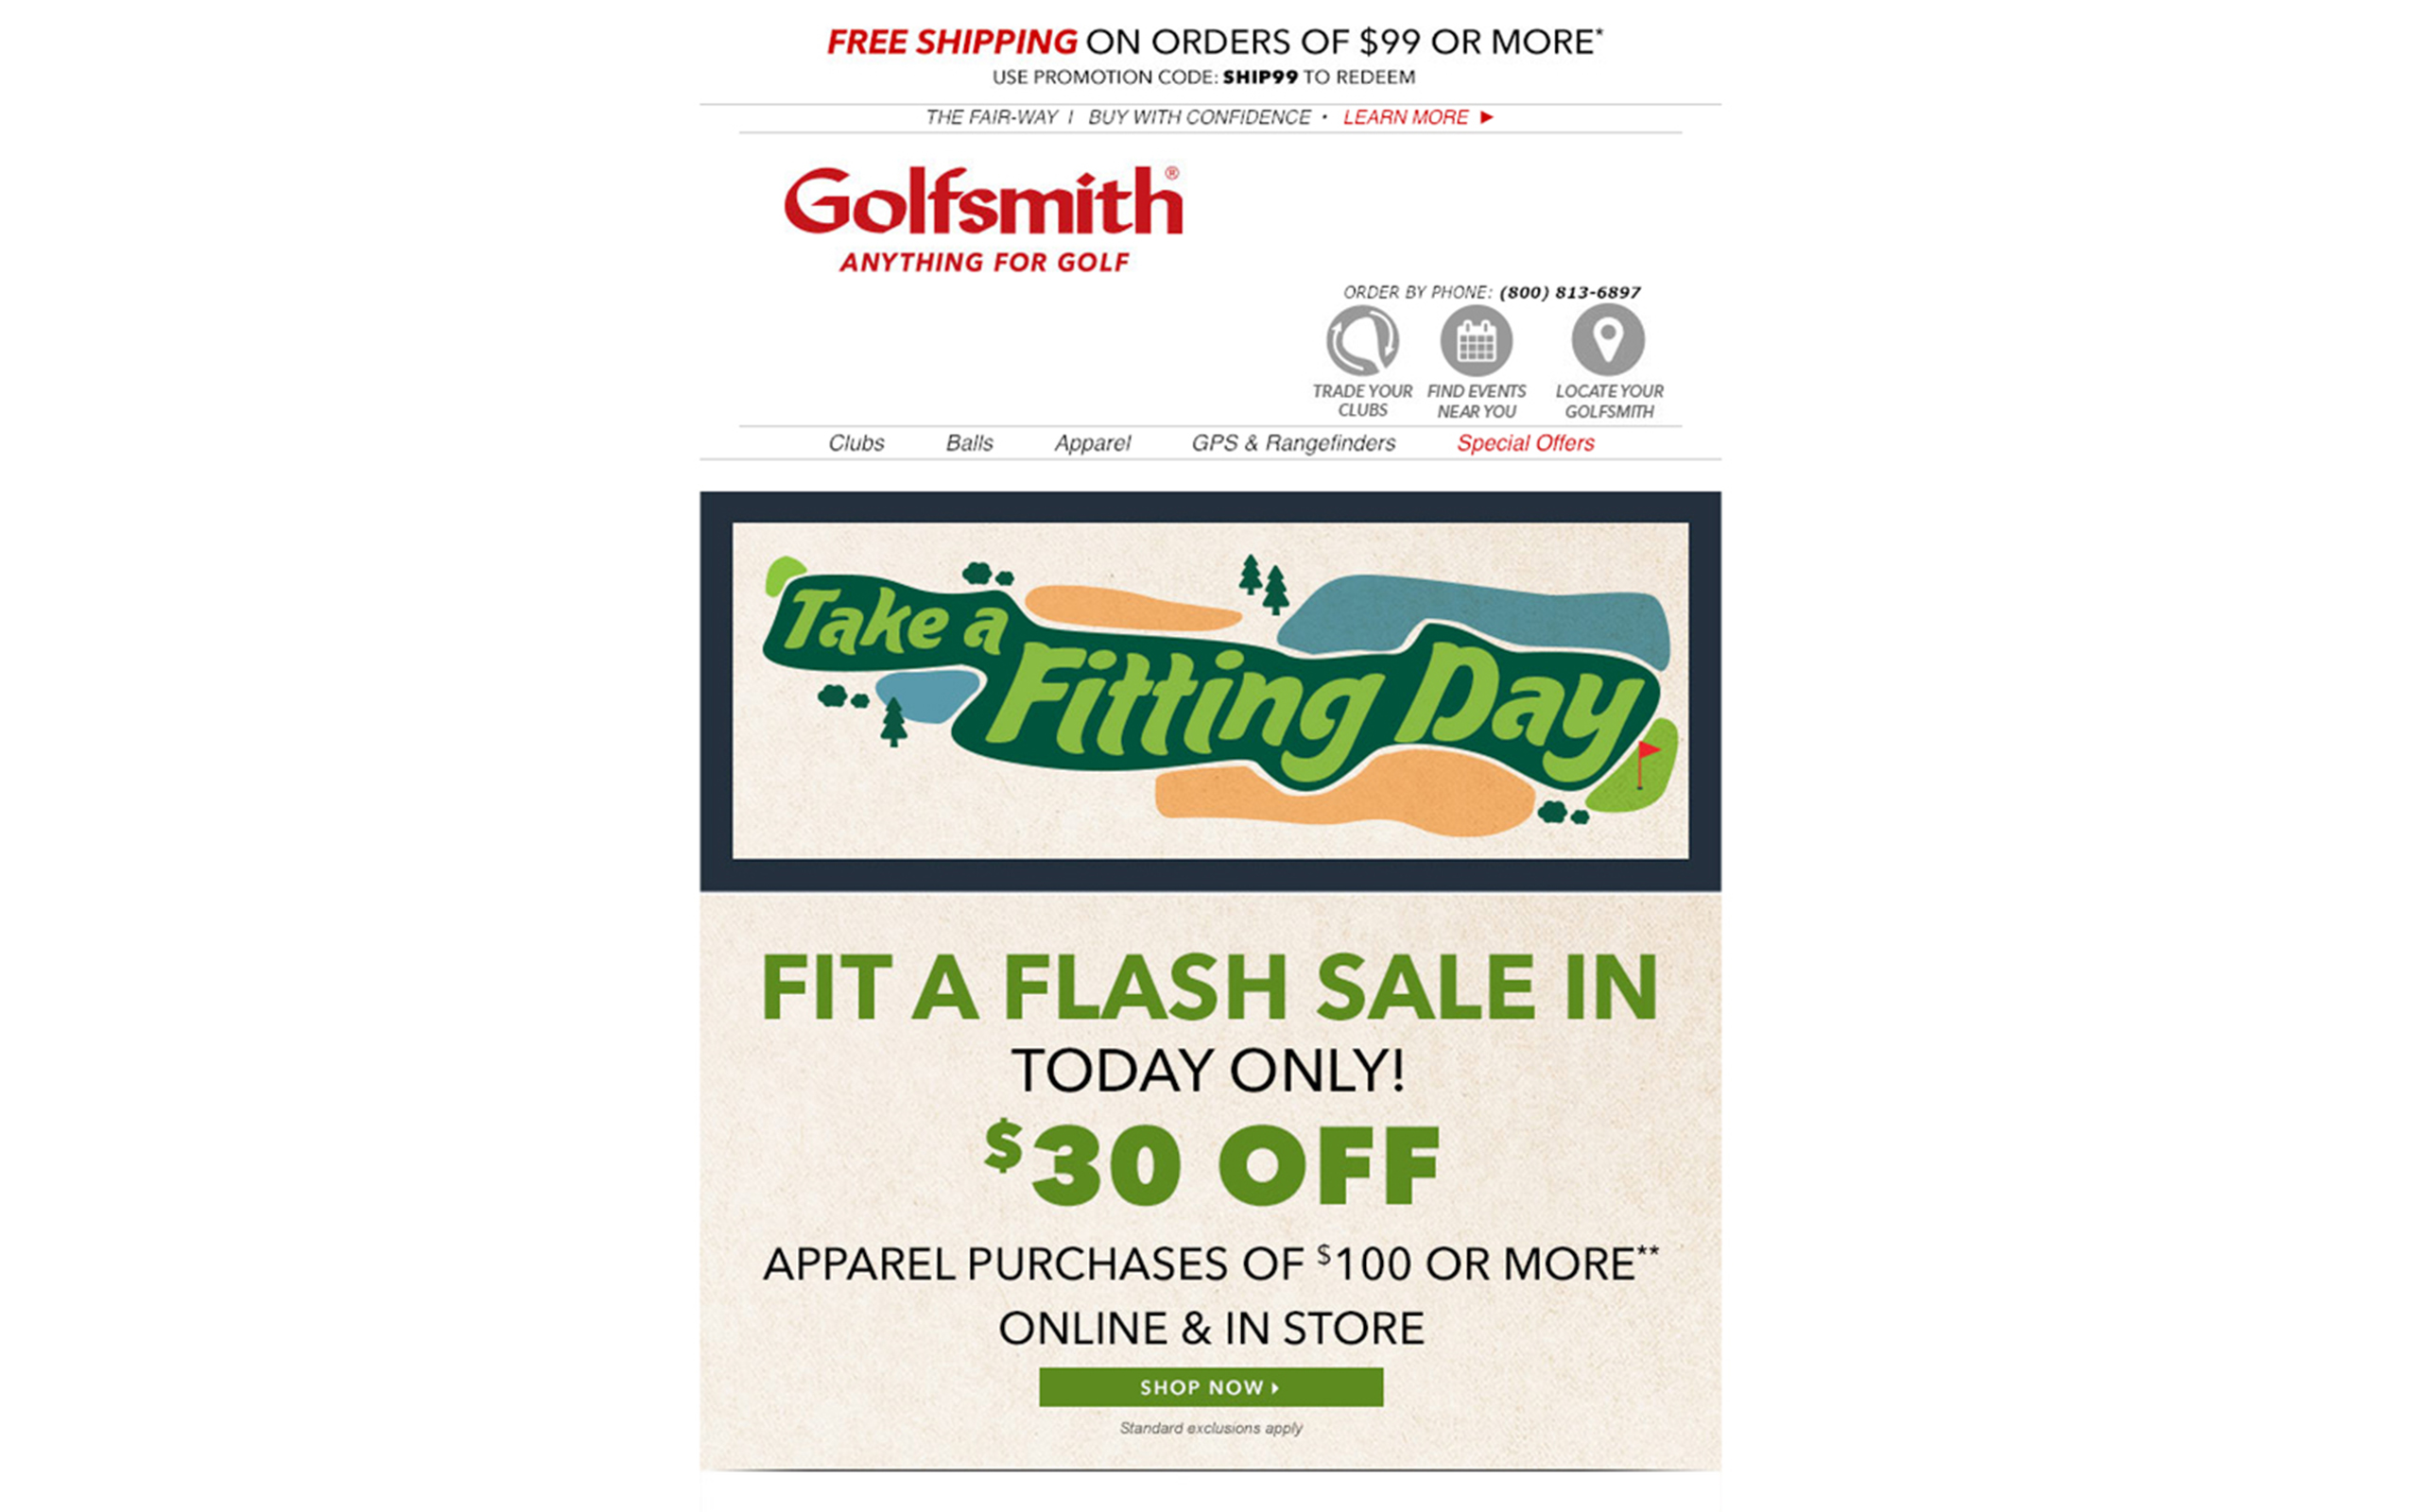 FREE SHIPPING ON ORDERS OF $99 OR MORE*
USE PROMOTION CODE: SHIP99 TO REDEEM
THE FAIR-WAY I BUY WITH CONFIDENCE • LEARN MORE ►
Golfsmith®
ANYTHING FOR GOLF
ORDER BY PHONE: (800) 813-6897
TRADE YOUR CLUBS
FIND EVENTS NEAR YOU
LOCATE YOUR GOLFSMITH
Clubs Balls Apparel GPS & Rangefinders Special Offers
Take a
Fitting Day
FIT A FLASH SALE IN
TODAY ONLY!
$30 OFF
APPAREL PURCHASES OF $100 OR MORE**
ONLINE & IN STORE
SHOP NOW
Standard exclusions apply